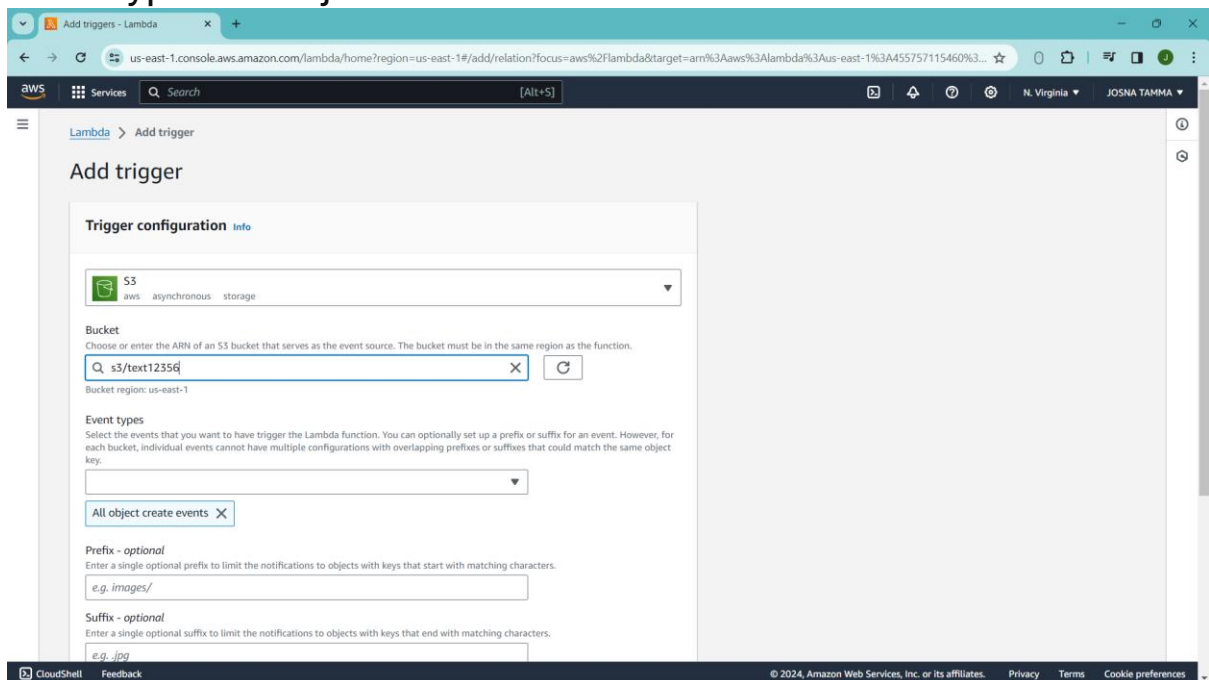 Add triggers - Lambda
us-east-1.console.aws.amazon.com/lambda/home?region=us-east-1#/add/relation?focus=aws%2Flambda&target=arn%3Aaws%3Alambda%3Aus-east-1%3A455757115460%3...
J
aws Services Search [Alt+S] N. Virginia JOSNA TAMMA
Lambda > Add trigger
Add trigger
Trigger configuration Info
S3
aws asynchronous storage
Bucket
Choose or enter the ARN of an S3 bucket that serves as the event source. The bucket must be in the same region as the function.
s3/text12356
Bucket region: us-east-1
Event types
Select the events that you want to have trigger the Lambda function. You can optionally set up a prefix or suffix for an event. However, for
each bucket, individual events cannot have multiple configurations with overlapping prefixes or suffixes that could match the same object
key.
All object create events
Prefix - optional
Enter a single optional prefix to limit the notifications to objects with keys that start with matching characters.
e.g. images/
Suffix - optional
Enter a single optional suffix to limit the notifications to objects with keys that end with matching characters.
e.g. .jpg
CloudShell Feedback © 2024, Amazon Web Services, Inc. or its affiliates. Privacy Terms Cookie preferences